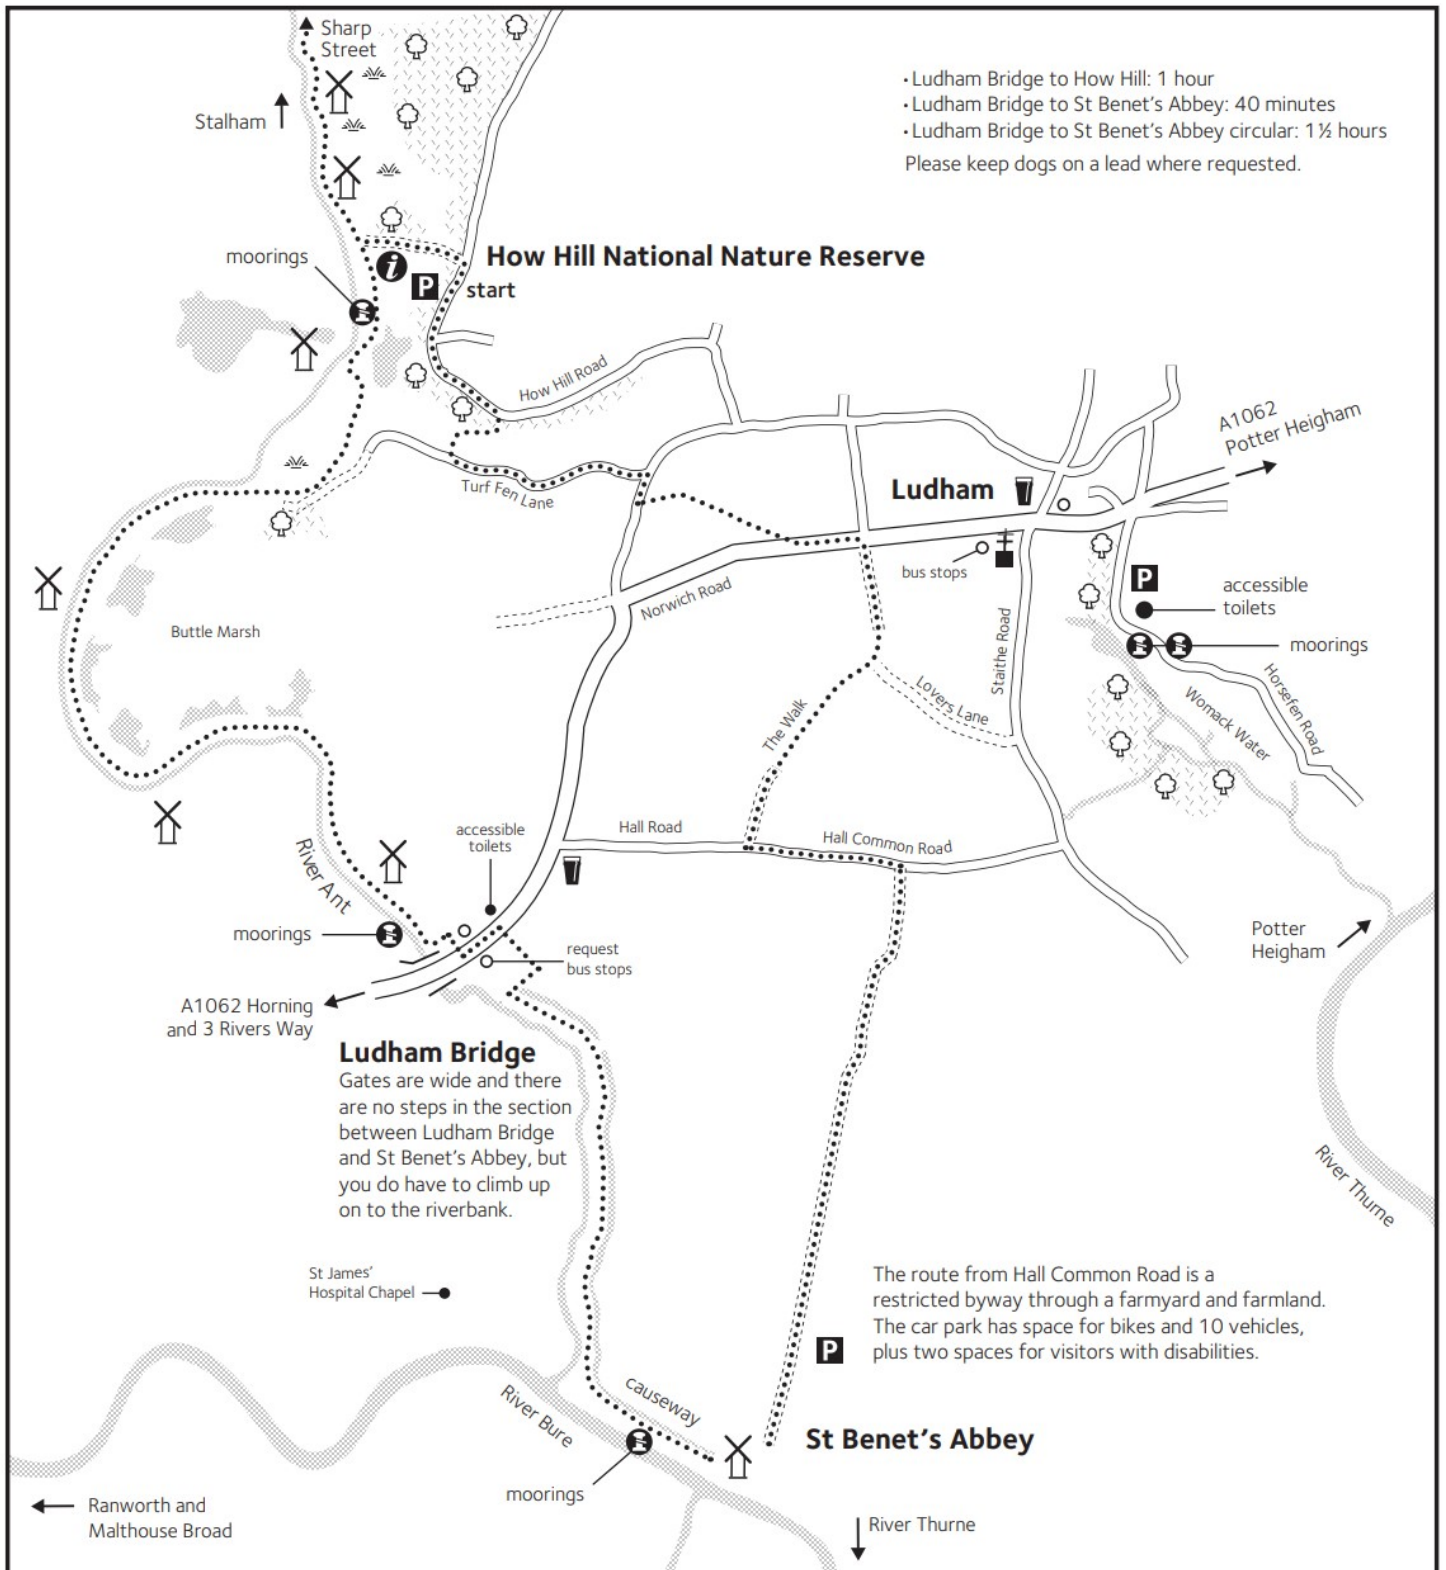 Sharp
Street
Stalham
• Ludham Bridge to How Hill: 1 hour
• Ludham Bridge to St Benet’s Abbey: 40 minutes
• Ludham Bridge to St Benet’s Abbey circular: 1½ hours
Please keep dogs on a lead where requested.
moorings
How Hill National Nature Reserve
i
P
start
How Hill Road
A1062
Potter Heigham
Turf Fen Lane
Ludham
bus stops
Norwich Road
P
accessible
toilets
moorings
Buttle Marsh
Staithe Road
Lovers Lane
The Walk
Horsefen Road
Womack Water
Hall Road
Hall Common Road
accessible
toilets
River Ant
moorings
request
bus stops
Potter
Heigham
A1062 Horning
and 3 Rivers Way
Ludham Bridge
Gates are wide and there
are no steps in the section
between Ludham Bridge
and St Benet’s Abbey, but
you do have to climb up
on to the riverbank.
River Thurne
St James’
Hospital Chapel
The route from Hall Common Road is a
restricted byway through a farmyard and farmland.
The car park has space for bikes and 10 vehicles,
plus two spaces for visitors with disabilities.
P
causeway
River Bure
St Benet’s Abbey
moorings
Ranworth and
Malthouse Broad
River Thurne